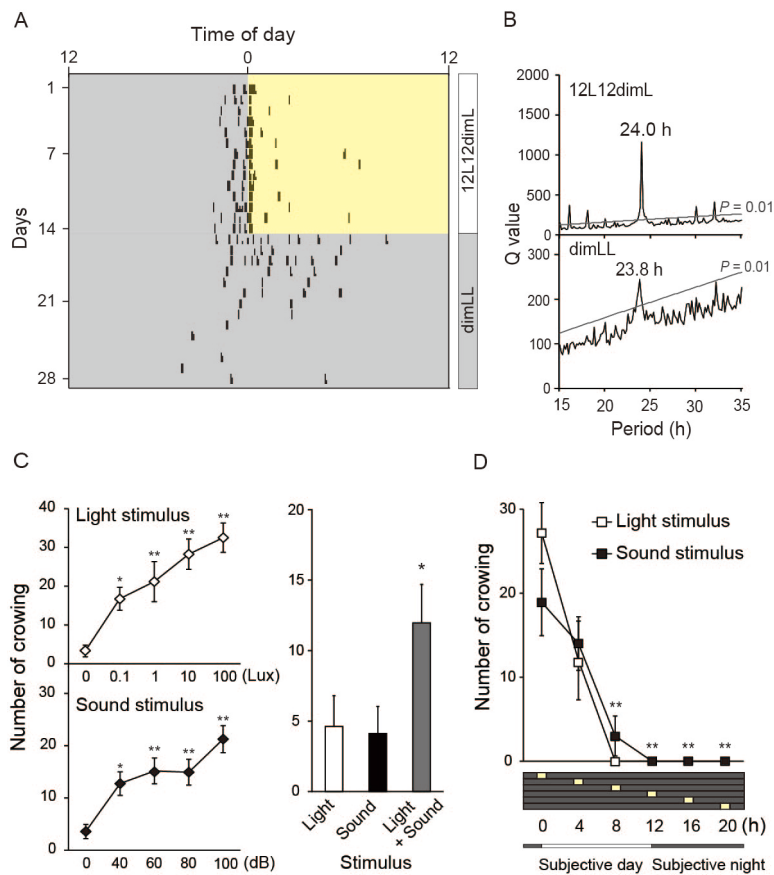 A
Time of day
12
0
12
1
7
14
21
28
Days
12L12dimL
dimLL
B
2000
1500
1000
500
0
12L12dimL
24.0 h
P = 0.01
Q value
300
200
100
0
dimLL
23.8 h
P = 0.01
15
20
25
30
35
Period (h)
C
40
30
20
10
0
Light stimulus
*
**
**
**
0
0.1
1
10
100
(Lux)
Number of crowing
30
20
10
0
Sound stimulus
*
**
**
**
0
40
60
80
100
(dB)
20
15
10
5
0
*
Light
Sound
Light
+ Sound
Stimulus
D
30
20
10
0
Number of crowing
Light stimulus
Sound stimulus
**
**
**
**
0
4
8
12
16
20
(h)
Subjective day
Subjective night